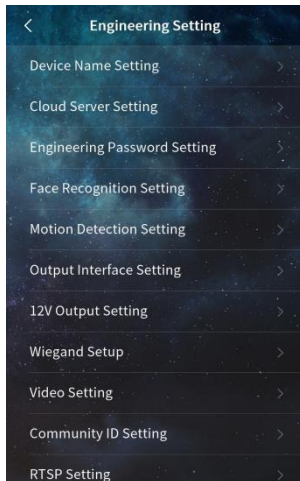 Engineering Setting
Device Name Setting
Cloud Server Setting
Engineering Password Setting
Face Recognition Setting
Motion Detection Setting
Output Interface Setting
12V Output Setting
Wiegand Setup
Video Setting
Community ID Setting
RTSP Setting